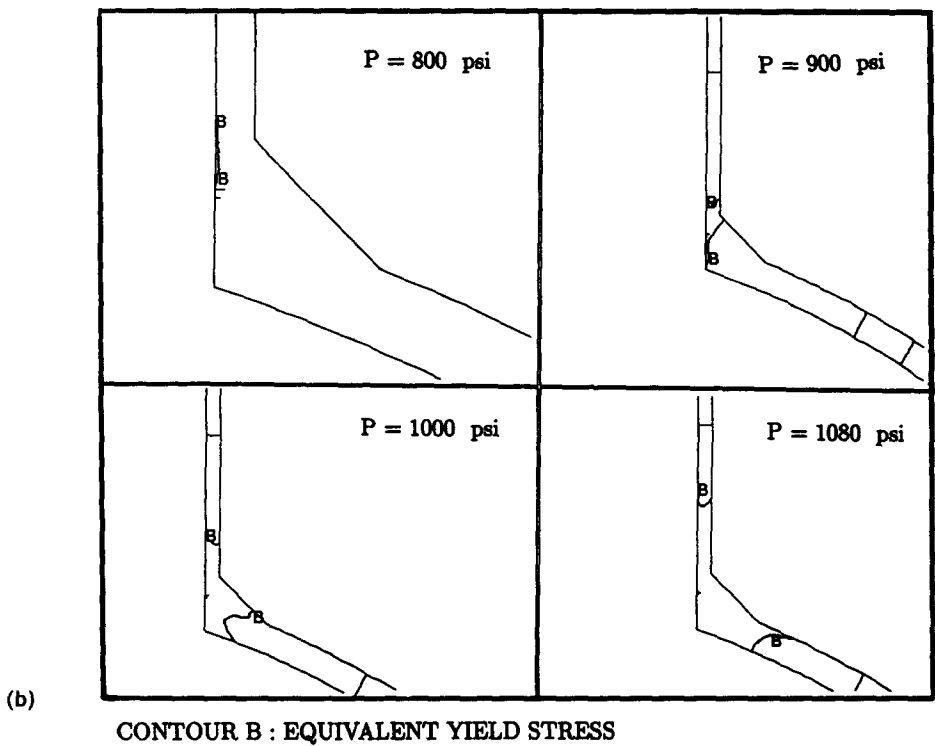 P = 800 psi
B
B
P = 900 psi
B
B
P = 1000 psi
B
B
P = 1080 psi
B
B
(b)
CONTOUR B : EQUIVALENT YIELD STRESS